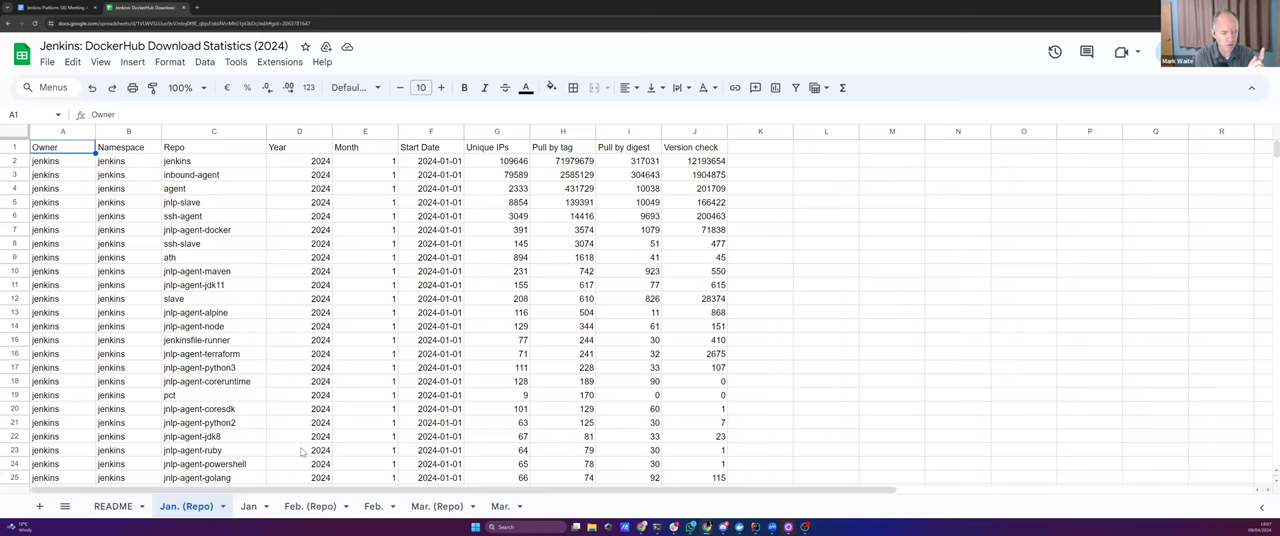 Jenkins Platform SIG Meeting /
Jenkins: DockerHub Download
docs.google.com
Jenkins: DockerHub Download Statistics (2024)
File Edit View Insert Format Data Tools Extensions Help
Mark Waite
Menus 100% € % .0 .00 123 Defaul... − 10 + B I A
A1 fx Owner
A B C D E F G H I J K L M N O P Q R
1 Owner Namespace Repo Year Month Start Date Unique IPs Pull by tag Pull by digest Version check
2 jenkins jenkins jenkins 2024 1 2024-01-01 109646 71979679 317031 12193654
3 jenkins jenkins inbound-agent 2024 1 2024-01-01 79589 2585129 304643 1904875
4 jenkins jenkins agent 2024 1 2024-01-01 2333 431729 10038 201709
5 jenkins jenkins jnlp-slave 2024 1 2024-01-01 8854 139391 10049 166422
6 jenkins jenkins ssh-agent 2024 1 2024-01-01 3049 14416 9693 200463
7 jenkins jenkins jnlp-agent-docker 2024 1 2024-01-01 391 3574 1079 71838
8 jenkins jenkins ssh-slave 2024 1 2024-01-01 145 3074 51 477
9 jenkins jenkins ath 2024 1 2024-01-01 894 1618 41 45
10 jenkins jenkins jnlp-agent-maven 2024 1 2024-01-01 231 742 923 550
11 jenkins jenkins jnlp-agent-jdk11 2024 1 2024-01-01 155 617 77 615
12 jenkins jenkins slave 2024 1 2024-01-01 208 610 826 28374
13 jenkins jenkins jnlp-agent-alpine 2024 1 2024-01-01 116 504 11 868
14 jenkins jenkins jnlp-agent-node 2024 1 2024-01-01 129 344 61 151
15 jenkins jenkins jenkinsfile-runner 2024 1 2024-01-01 77 244 30 410
16 jenkins jenkins jnlp-agent-terraform 2024 1 2024-01-01 71 241 32 2675
17 jenkins jenkins jnlp-agent-python3 2024 1 2024-01-01 111 228 33 107
18 jenkins jenkins jnlp-agent-coreruntime 2024 1 2024-01-01 128 189 90 0
19 jenkins jenkins pct 2024 1 2024-01-01 9 170 0 0
20 jenkins jenkins jnlp-agent-coresdk 2024 1 2024-01-01 101 129 60 1
21 jenkins jenkins jnlp-agent-python2 2024 1 2024-01-01 63 125 30 7
22 jenkins jenkins jnlp-agent-jdk8 2024 1 2024-01-01 67 81 33 23
23 jenkins jenkins jnlp-agent-ruby 2024 1 2024-01-01 64 79 30 1
24 jenkins jenkins jnlp-agent-powershell 2024 1 2024-01-01 65 78 30 1
25 jenkins jenkins jnlp-agent-golang 2024 1 2024-01-01 66 74 92 115
README Jan. (Repo) Jan Feb. (Repo) Feb. Mar. (Repo) Mar.
12°C
Windy
Search
19:07
09/04/2024